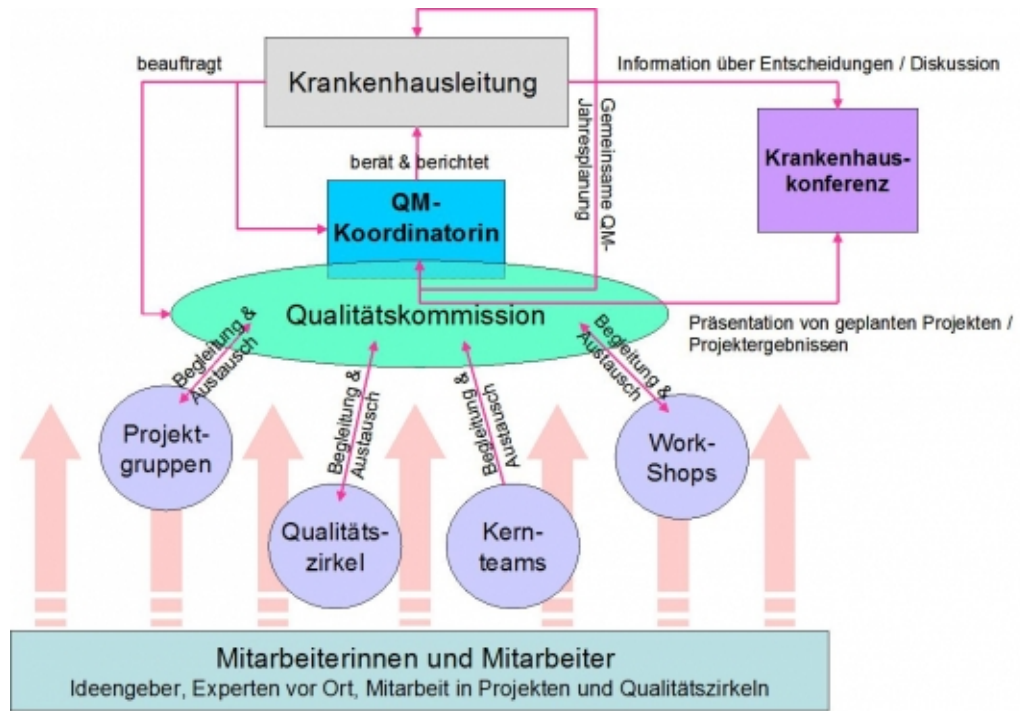 beauftragt
Krankenhausleitung
Information über Entscheidungen / Diskussion
Gemeinsame QM-
Jahresplanung
Krankenhaus-
konferenz
berät & berichtet
QM-
Koordinatorin
Qualitätskommission
Präsentation von geplanten Projekten /
Projektergebnissen
Begleitung &
Austausch
Begleitung &
Austausch
Begleitung &
Austausch
Begleitung &
Austausch
Projekt-
gruppen
Qualitäts-
zirkel
Kern-
teams
Work-
Shops
Mitarbeiterinnen und Mitarbeiter
Ideengeber, Experten vor Ort, Mitarbeit in Projekten und Qualitätszirkeln